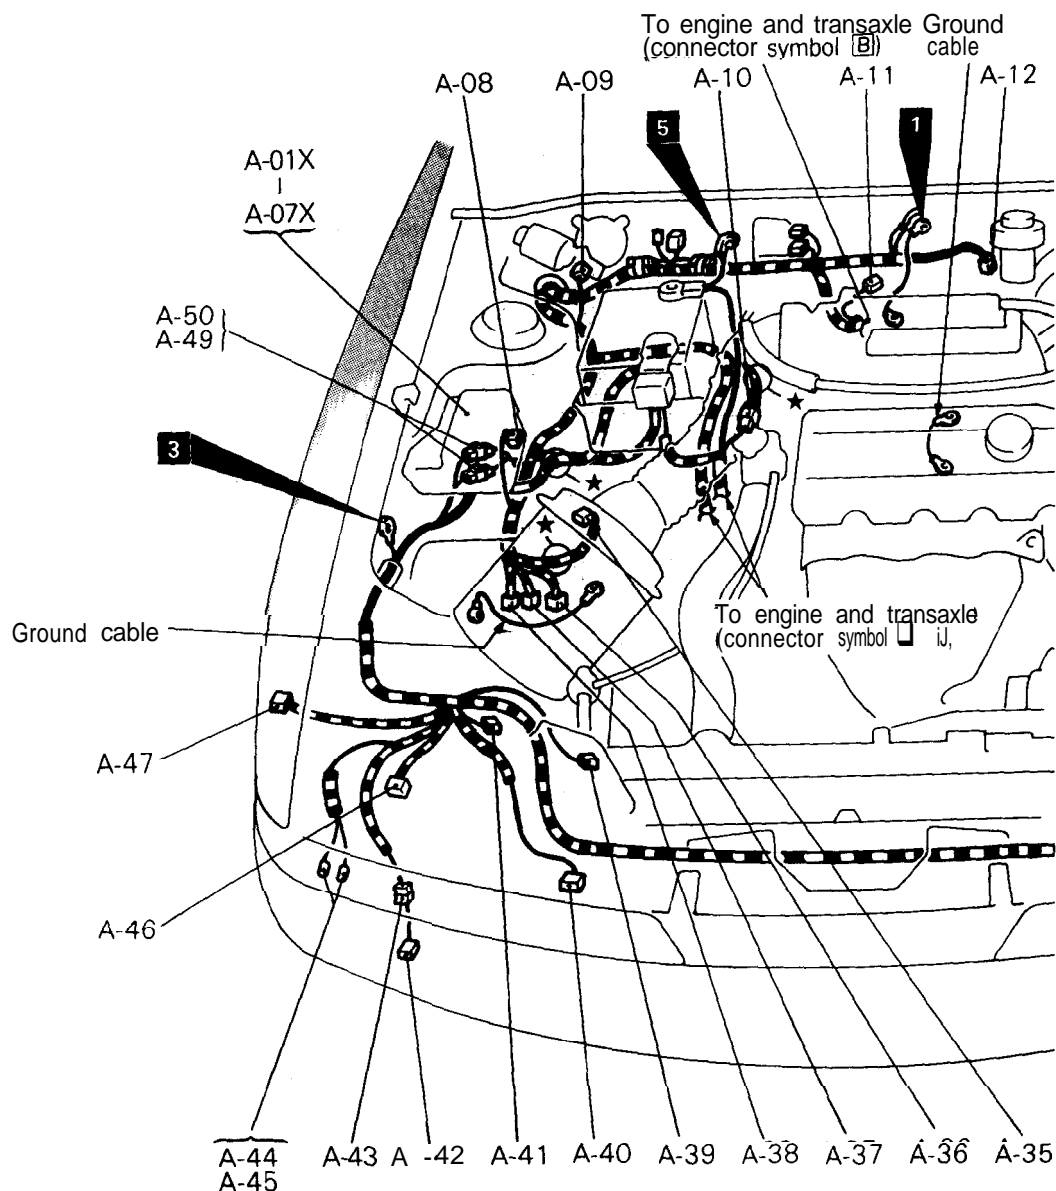 To engine and transaxle Ground
(connector symbol B) cable
A-08 A-09 A-10 A-11 A-12
5 1
A-01X
A-07X
A-50
A-49
3
★
★
★
To engine and transaxle
(connector symbol
Ground cable
A-47
A-46
A-44 A-43 A -42 A-41 A-40 A-39 A-38 A-37 A-36 A-35
A-45